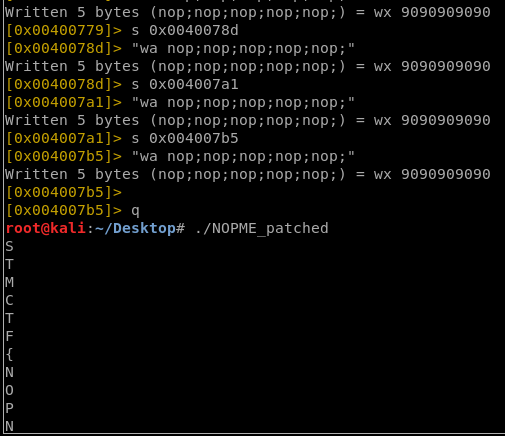 Written 5 bytes (nop;nop;nop;nop;nop;) = wx 9090909090
[0x00400779]> s 0x0040078d
[0x0040078d]> "wa nop;nop;nop;nop;nop;"
Written 5 bytes (nop;nop;nop;nop;nop;) = wx 9090909090
[0x0040078d]> s 0x004007a1
[0x004007a1]> "wa nop;nop;nop;nop;nop;"
Written 5 bytes (nop;nop;nop;nop;nop;) = wx 9090909090
[0x004007a1]> s 0x004007b5
[0x004007b5]> "wa nop;nop;nop;nop;nop;"
Written 5 bytes (nop;nop;nop;nop;nop;) = wx 9090909090
[0x004007b5]>
[0x004007b5]> q
root@kali:~/Desktop# ./NOPME_patched
S
T
M
C
T
F
{
N
O
P
N